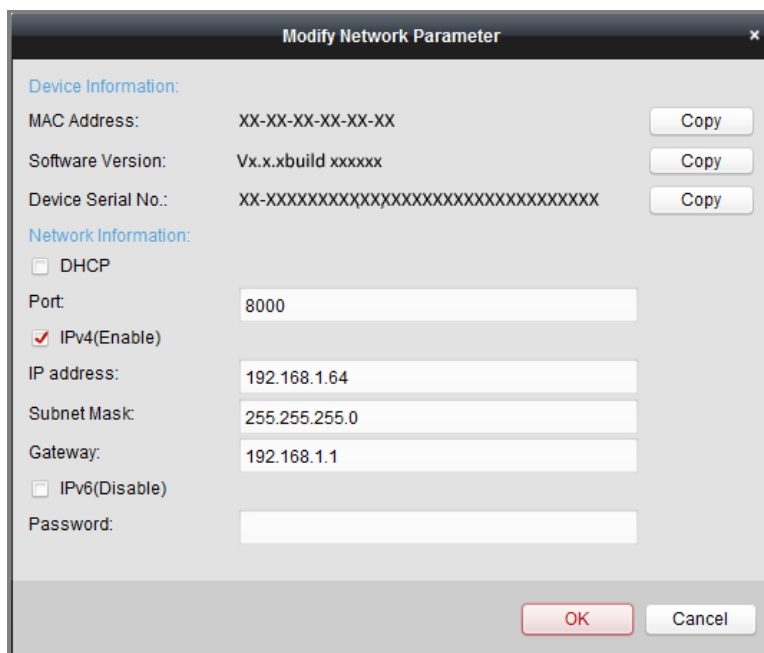 Modify Network Parameter ×
Device Information:
MAC Address: XX-XX-XX-XX-XX-XX Copy
Software Version: Vx.x.xbuild xxxxxx Copy
Device Serial No.: XX-XXXXXXXXXXXXXXXXXXXXXXXXXXXXXXX Copy
Network Information:
DHCP
Port: 8000
IPv4(Enable)
IP address: 192.168.1.64
Subnet Mask: 255.255.255.0
Gateway: 192.168.1.1
IPv6(Disable)
Password:
OK Cancel